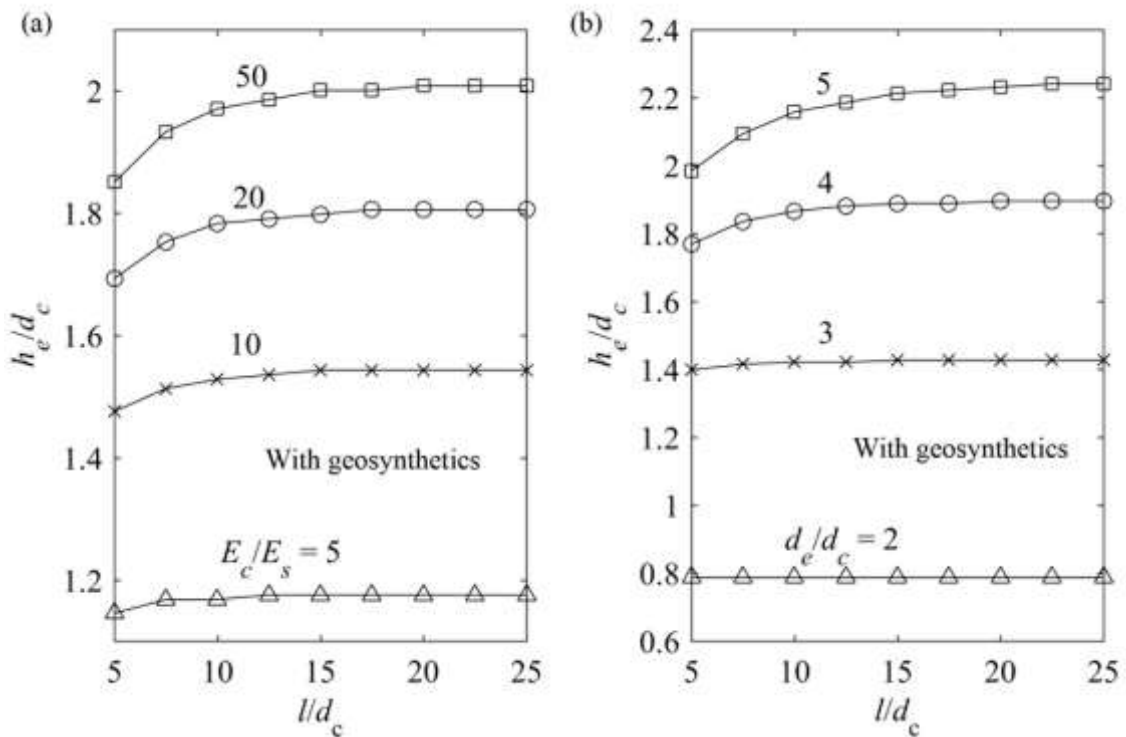 (a)
2
1.8
1.6
1.4
1.2
h_e/d_c
50
20
10
With geosynthetics
E_c/E_s = 5
5 10 15 20 25
l/d_c
(b)
2.4
2.2
2
1.8
1.6
1.4
1.2
1
0.8
0.6
h_e/d_c
5
4
3
With geosynthetics
d_e/d_c = 2
5 10 15 20 25
l/d_c